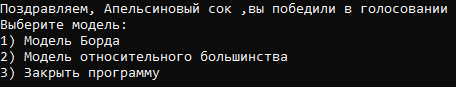 Поздравляем, Апельсиновый сок ,вы победили в голосовании
Выберите модель:
1) Модель Борда
2) Модель относительного большинства
3) Закрыть программу